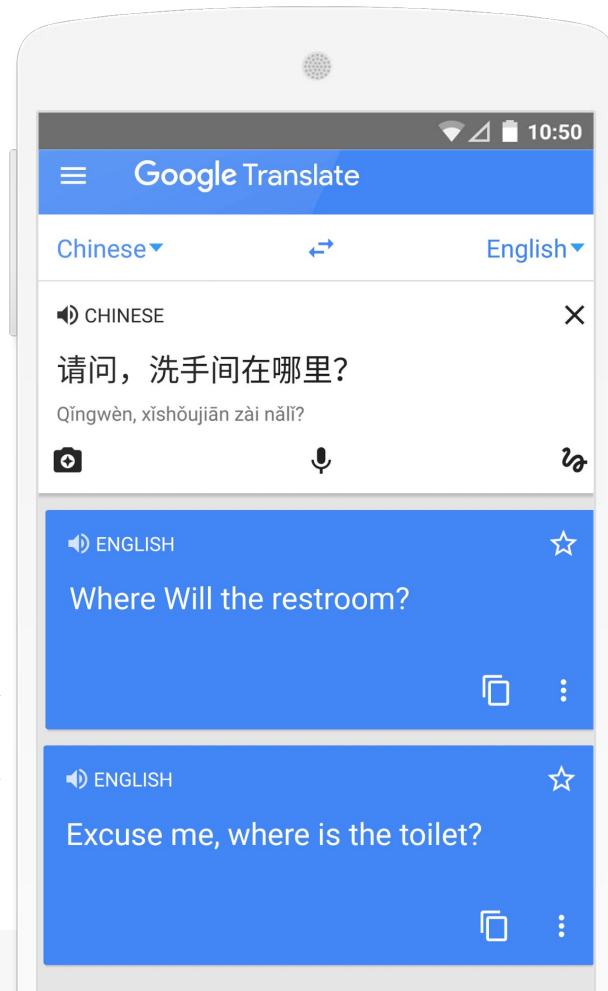 10:50
Google Translate
Chinese English
CHINESE
请问，洗手间在哪里?
Qǐngwèn, xǐshǒujiān zài nǎlǐ?
ENGLISH
Where Will the restroom?
ENGLISH
Excuse me, where is the toilet?